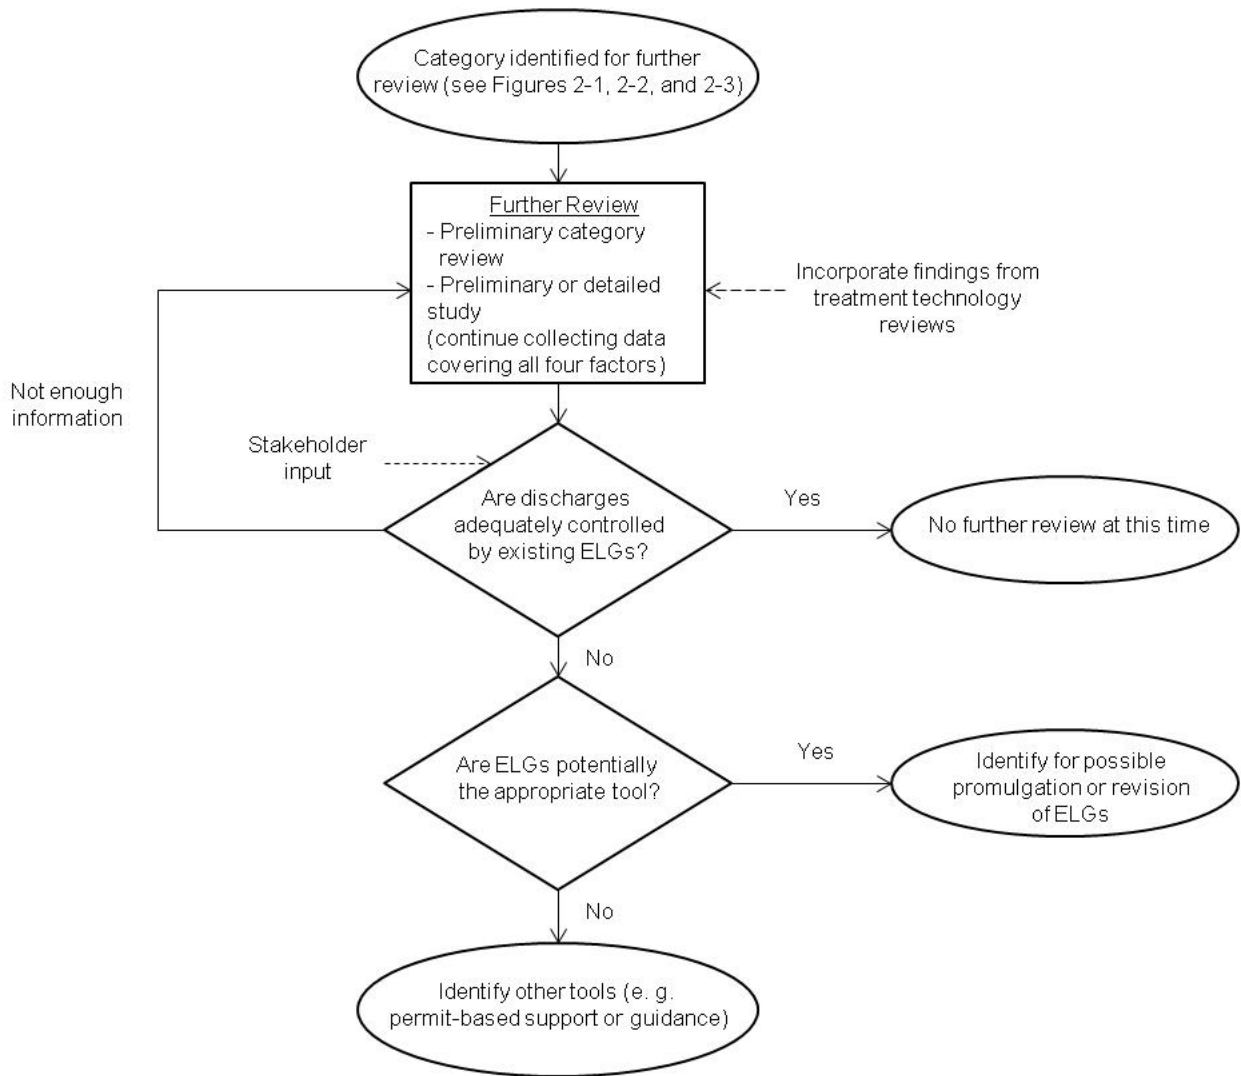 Category identified for further
review (see Figures 2-1, 2-2, and 2-3)
Further Review
- Preliminary category
review
- Preliminary or detailed
study
(continue collecting data
covering all four factors)
Incorporate findings from
treatment technology
reviews
Not enough
information
Stakeholder
input
Are discharges
adequately controlled
by existing ELGs?
Yes
No further review at this time
No
Are ELGs potentially
the appropriate tool?
Yes
Identify for possible
promulgation or revision
of ELGs
No
Identify other tools (e. g.
permit-based support or guidance)